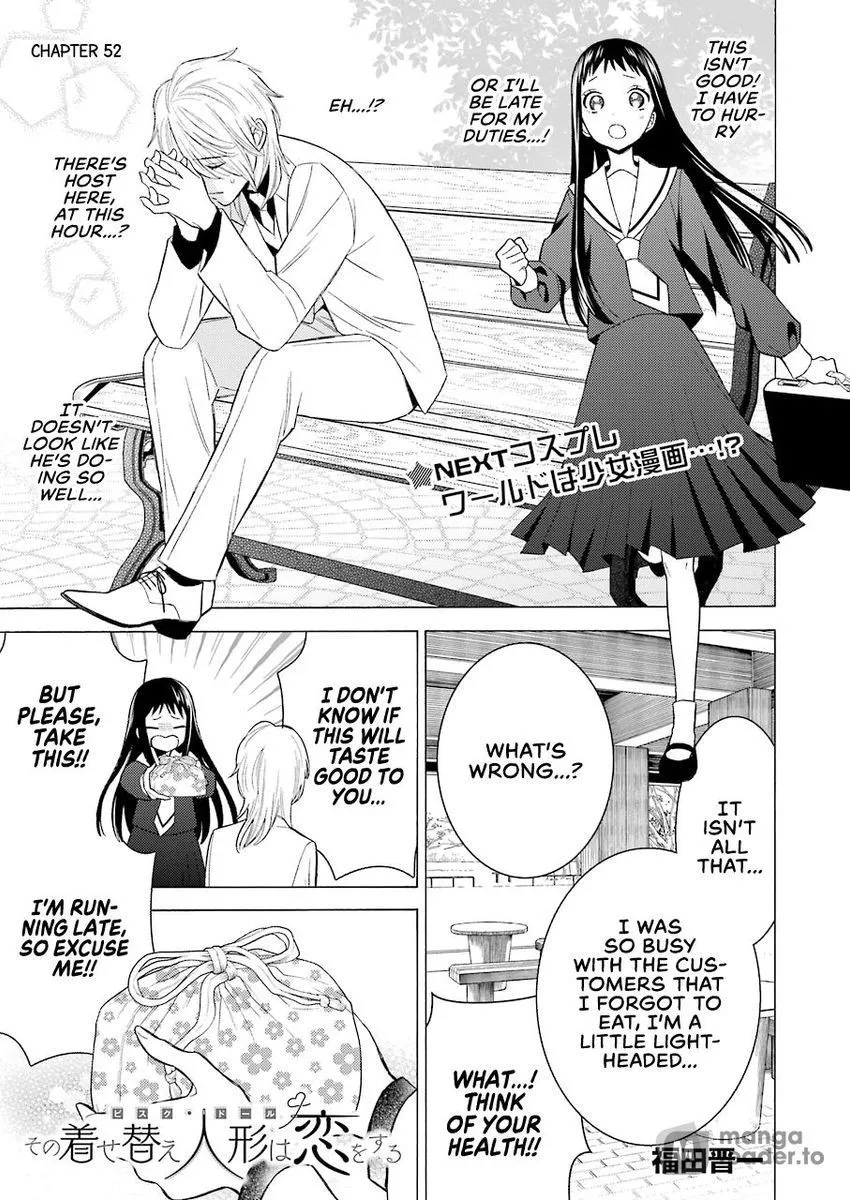 CHAPTER 52
THIS
ISN'T
GOOD!
I HAVE
TO HUR-
RY
OR I'LL
BE LATE
FOR MY
DUTIES...!
EH...!?
THERE'S
HOST
HERE,
AT THIS
HOUR...?
IT
DOESN'T
LOOK LIKE
HE'S DO-
ING SO
WELL...
NEXTコスプレ
ワールドは少女漫画…!?
WHAT'S
WRONG...?
IT
ISN'T
ALL
THAT...
I WAS
SO BUSY
WITH THE CUS-
TOMERS THAT
I FORGOT TO
EAT, I'M A
LITTLE LIGHT-
HEADED...
WHAT...!
THINK
OF YOUR
HEALTH!!
I DON'T
KNOW IF
THIS WILL
TASTE
GOOD TO
YOU...
BUT
PLEASE,
TAKE
THIS!!
I'M RUN-
NING LATE,
SO EXCUSE
ME!!
ビスク・ドール
その着せ替え人形は恋をする
福田晋一
manga
reader.to